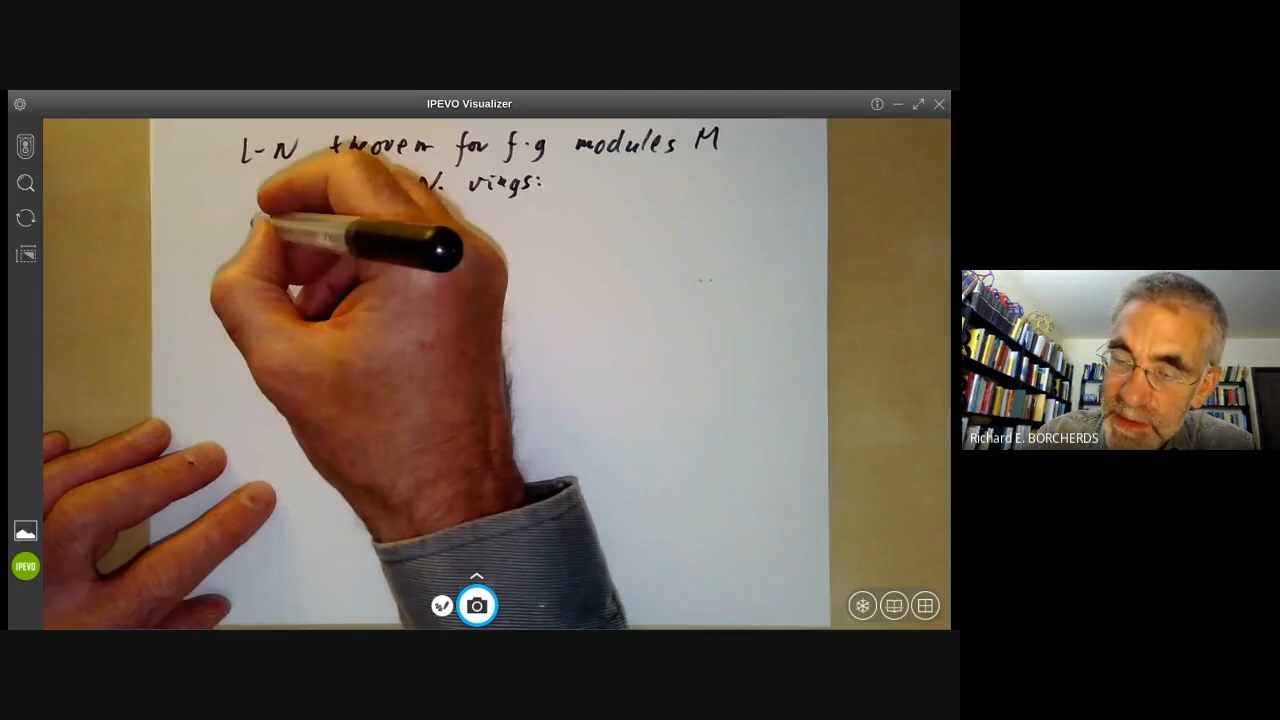 IPEVO Visualizer
L-N theorem for f.g modules M
N. rings:
IPEVO
Richard E. BORCHERDS